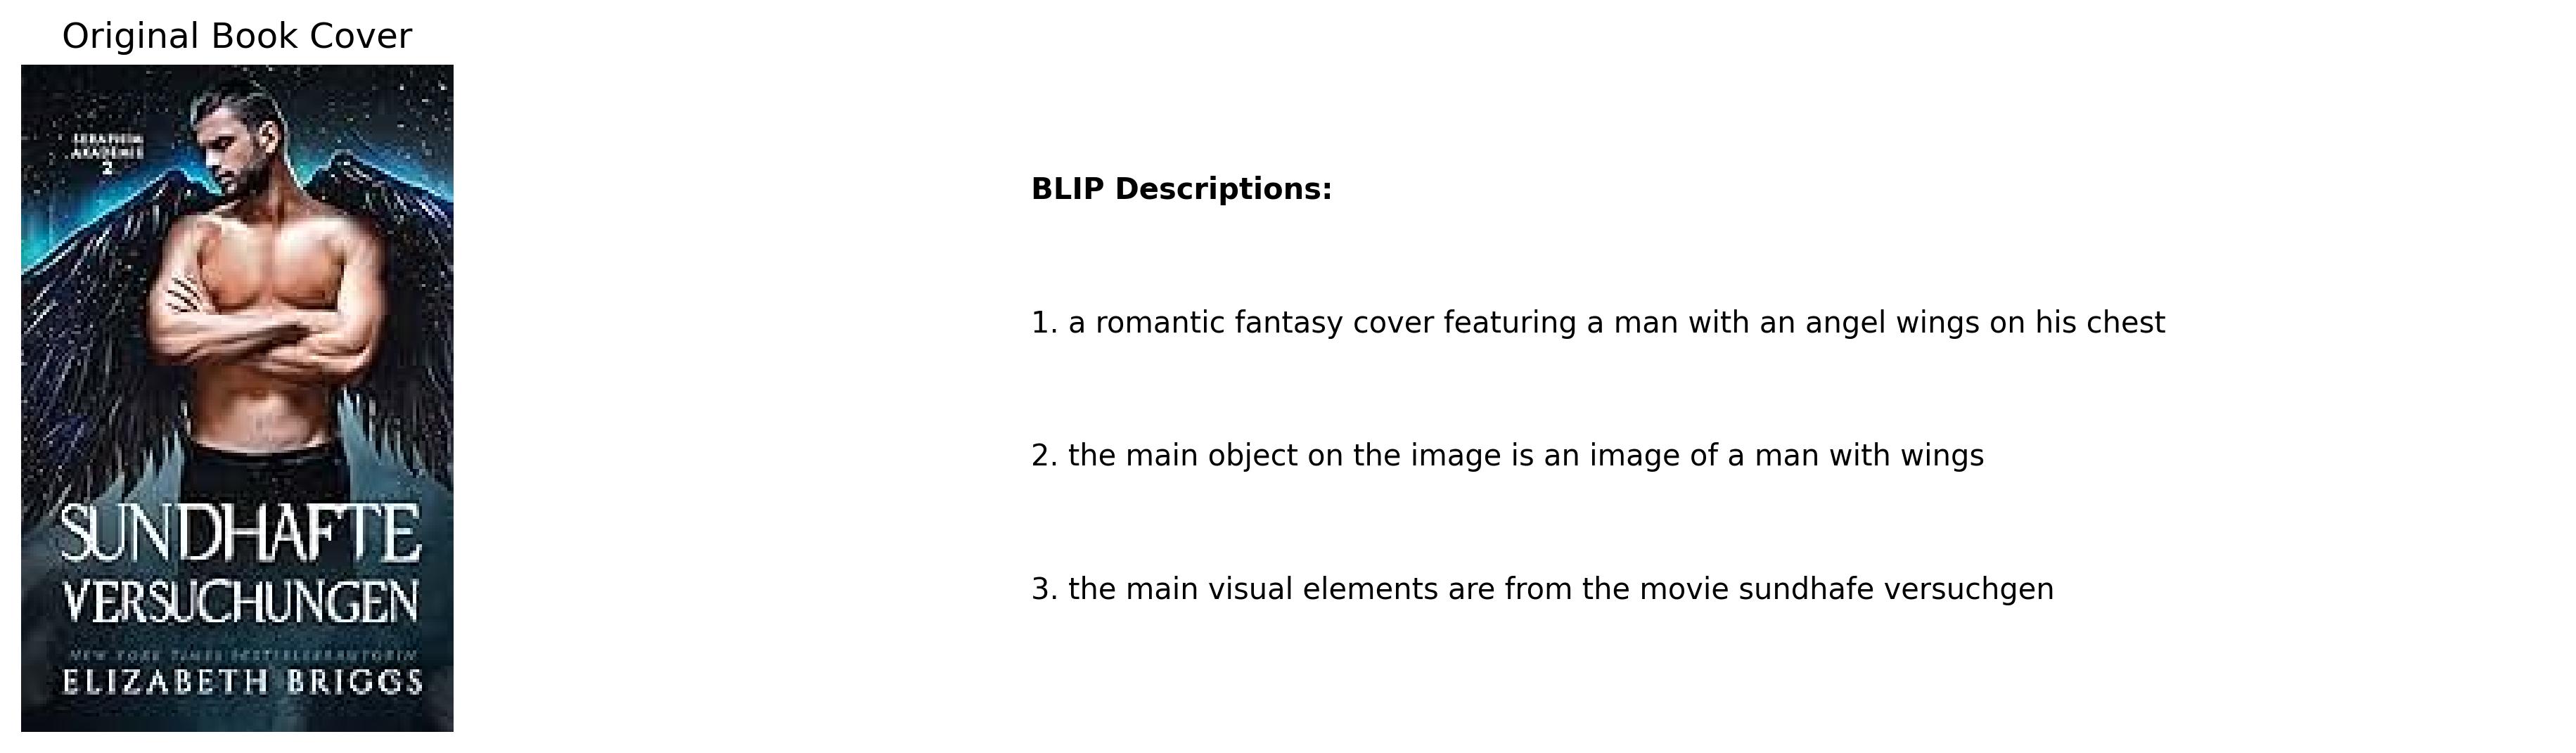 Original Book Cover
SERAPHIM
AKADEMIE
2
SUNDHAFTE
VERSUCHUNGEN
NEW YORK TIMES BESTSELLERAUTORIN
ELIZABETH BRIGGS
BLIP Descriptions:
1. a romantic fantasy cover featuring a man with an angel wings on his chest
2. the main object on the image is an image of a man with wings
3. the main visual elements are from the movie sundhafe versuchgen